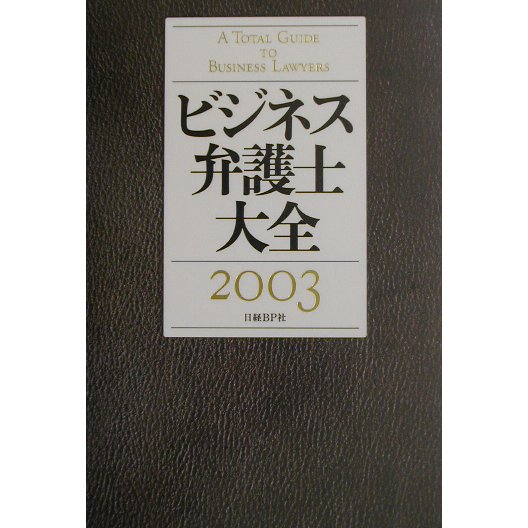 A TOTAL GUIDE
TO
BUSINESS LAWYERS
ビジネス
弁護士
大全
2003
日経BP社